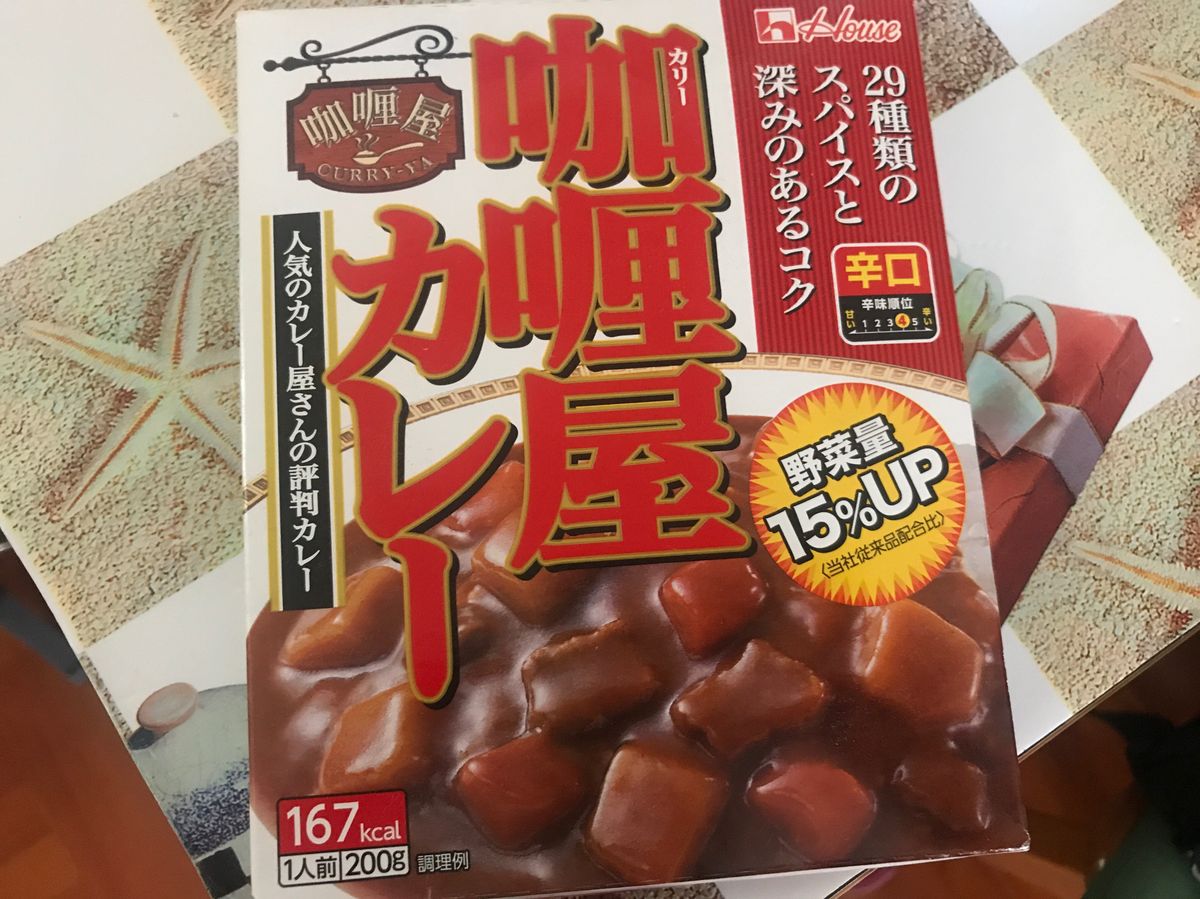 House
29種類の
スパイスと
深みのあるコク
辛口
辛味順位
甘い 1 2 3 4 5 辛い
カリー
咖喱屋
カレー
咖喱屋
CURRY-YA
人気のカレー屋さんの評判カレー
野菜量
15%UP
〈当社従来品配合比〉
167kcal
1人前 200g 調理例